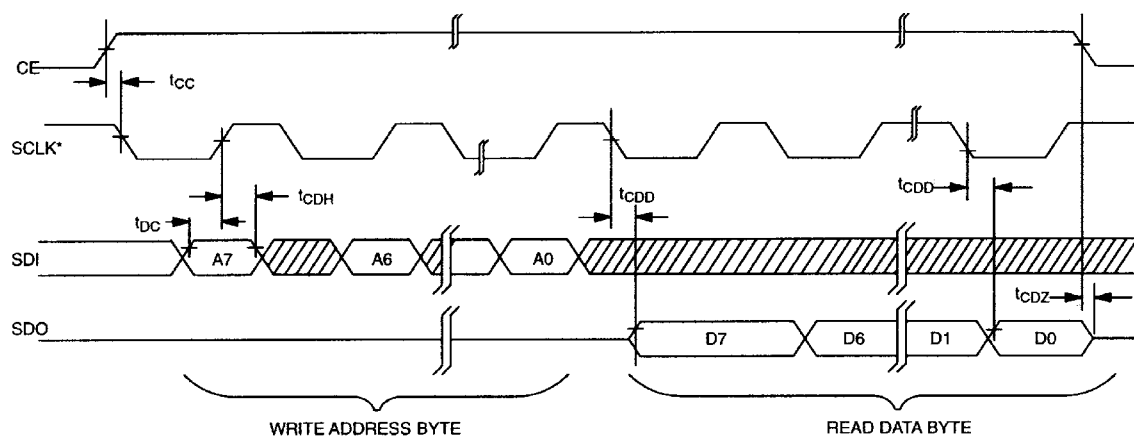 CE
tCC
SCLK*
tCDH
tCDD
tCDD
tDC
SDI
A7
A6
A0
tCDZ
SDO
D7
D6
D1
D0
WRITE ADDRESS BYTE
READ DATA BYTE